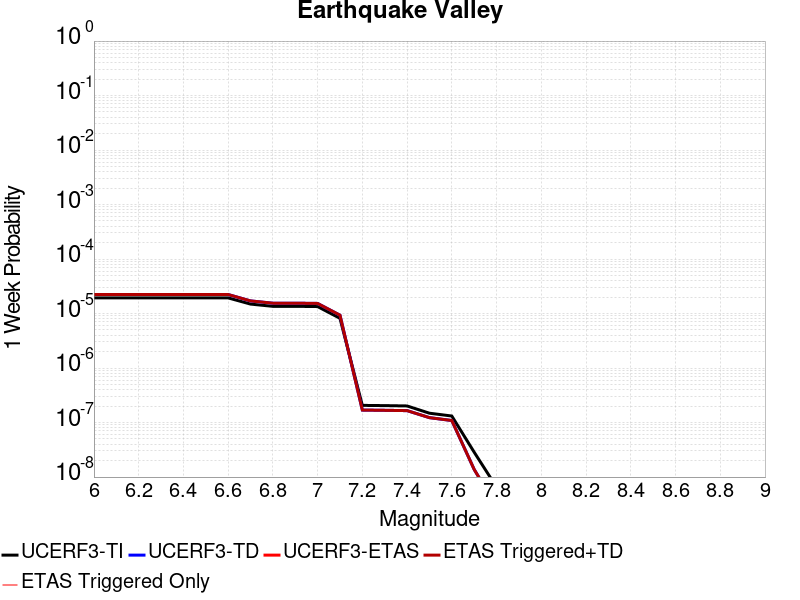 Earthquake Valley
10^0
10^-1
10^-2
10^-3
10^-4
10^-5
10^-6
10^-7
10^-8
1 Week Probability
6 6.2 6.4 6.6 6.8 7 7.2 7.4 7.6 7.8 8 8.2 8.4 8.6 8.8 9
Magnitude
UCERF3-TI UCERF3-TD UCERF3-ETAS ETAS Triggered+TD
ETAS Triggered Only